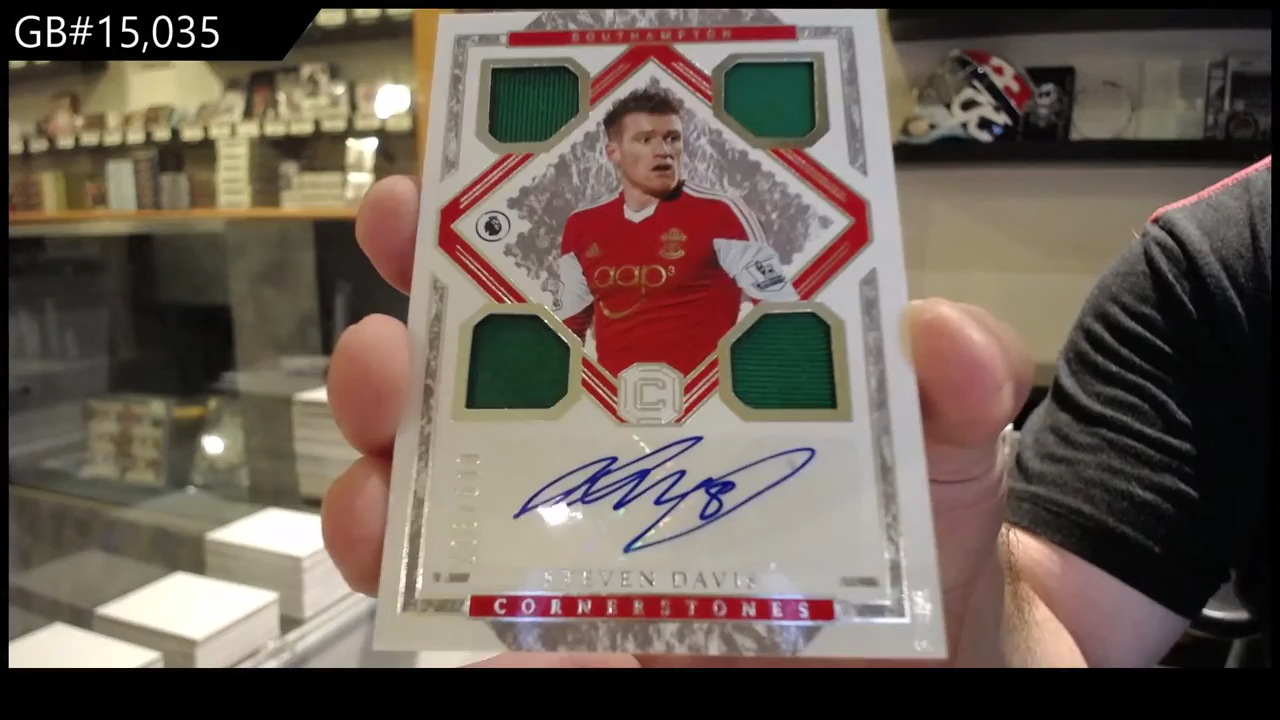 GB#15,035
SOUTHAMPTON
aap³
C
STEVEN DAVIS
CORNERSTONES